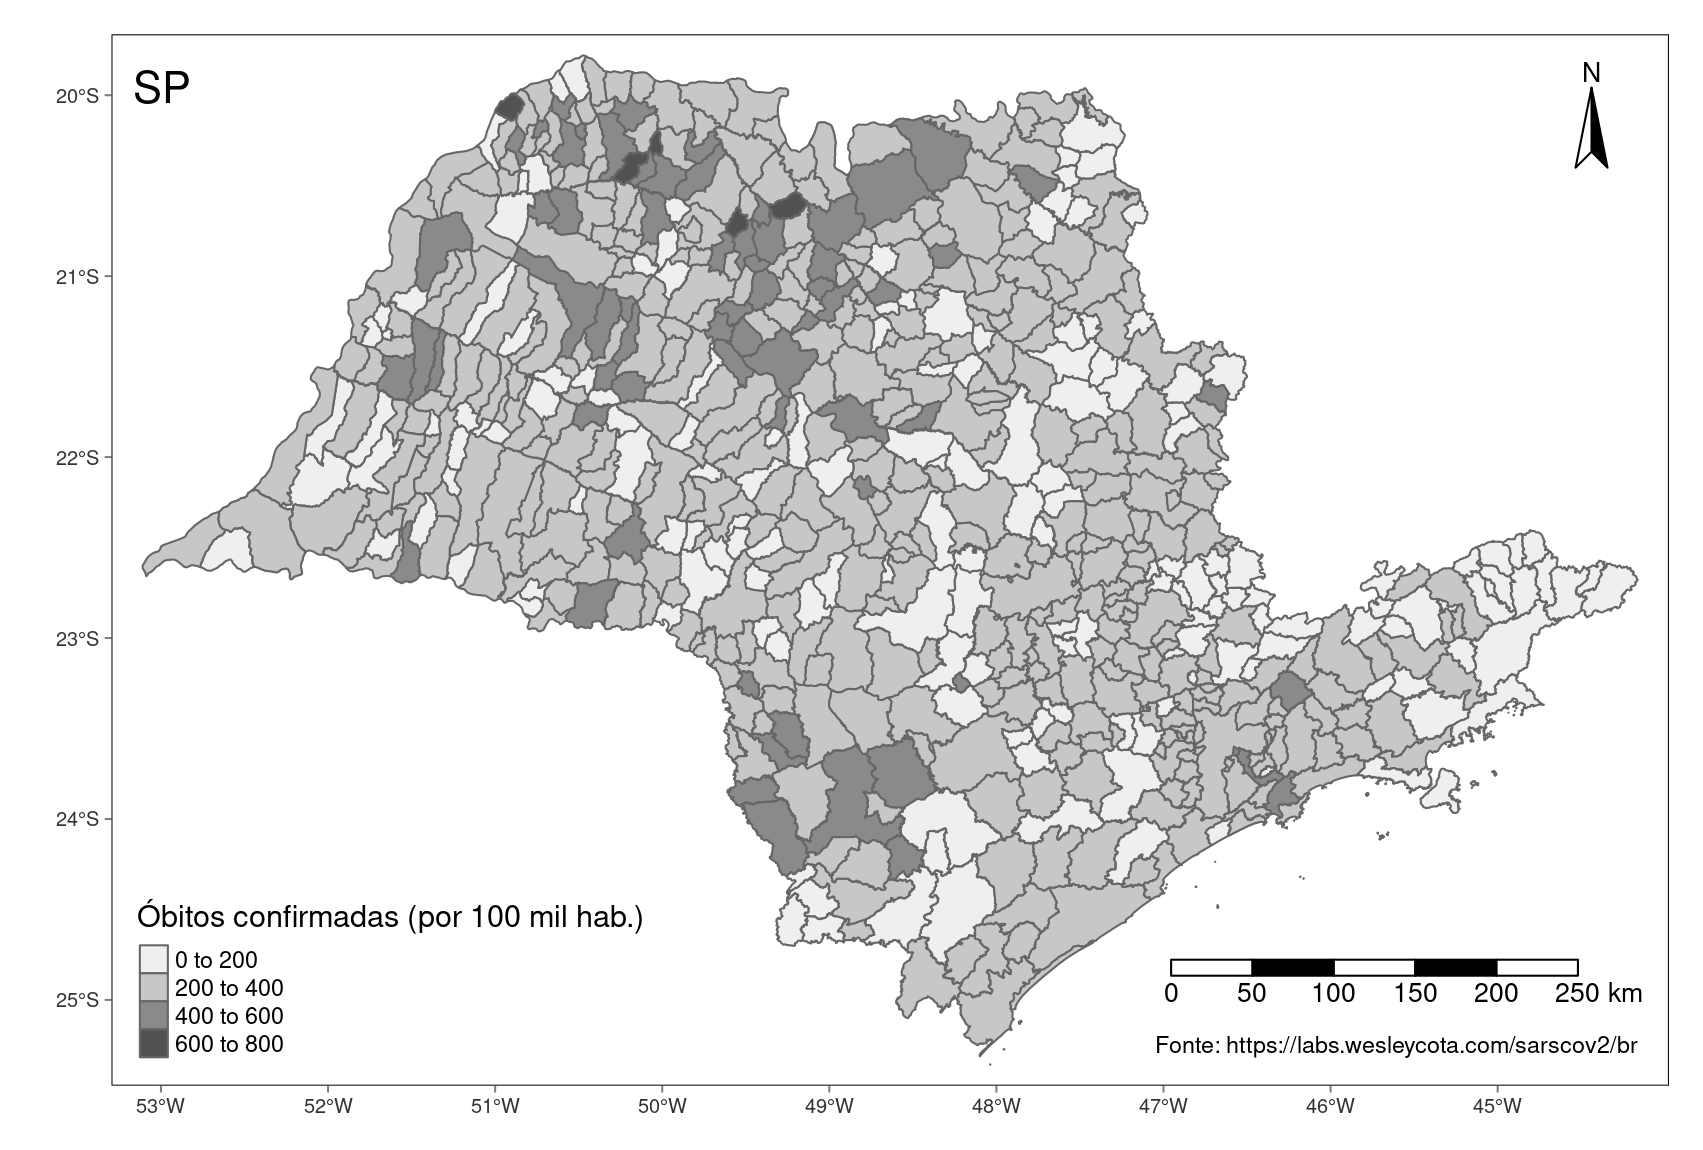 SP
N
20°S
21°S
22°S
23°S
24°S
25°S
Óbitos confirmadas (por 100 mil hab.)
0 to 200
200 to 400
400 to 600
600 to 800
0 50 100 150 200 250 km
Fonte: https://labs.wesleycota.com/sarscov2/br
53°W 52°W 51°W 50°W 49°W 48°W 47°W 46°W 45°W